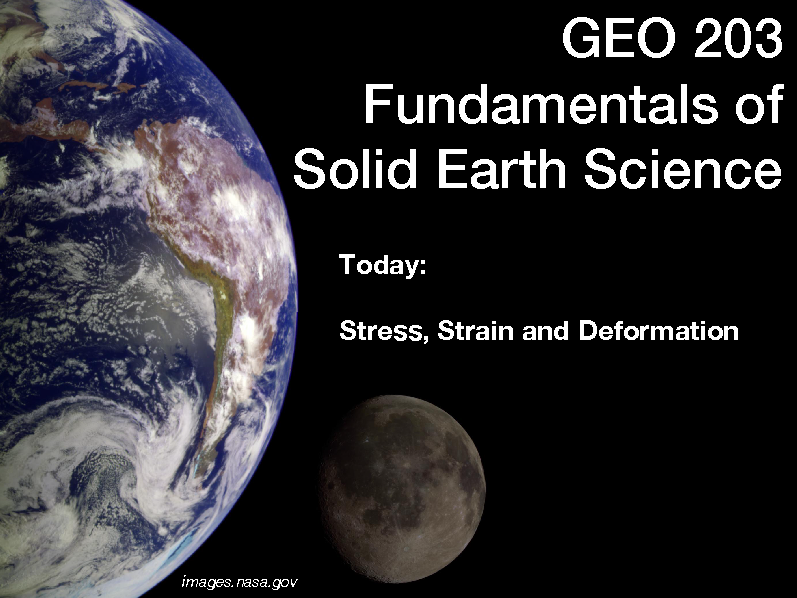 GEO 203
Fundamentals of
Solid Earth Science
Today:
Stress, Strain and Deformation
images.nasa.gov